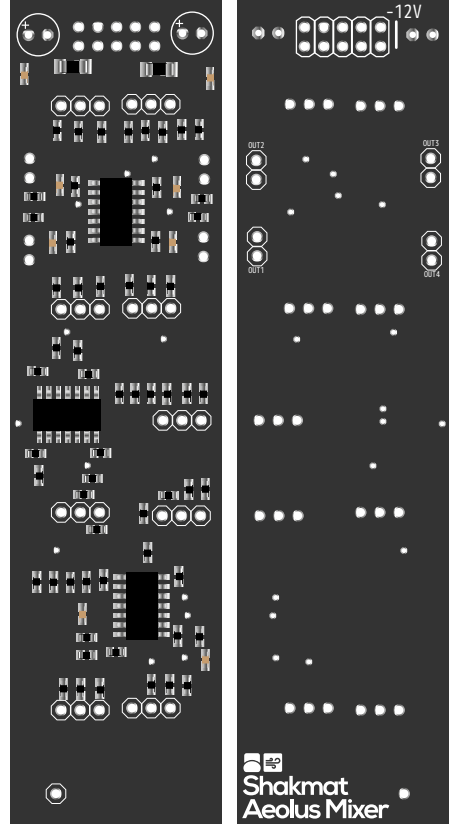 +
+
-12V
OUT2
OUT3
OUT1
OUT4
Shakmat
Aeolus Mixer